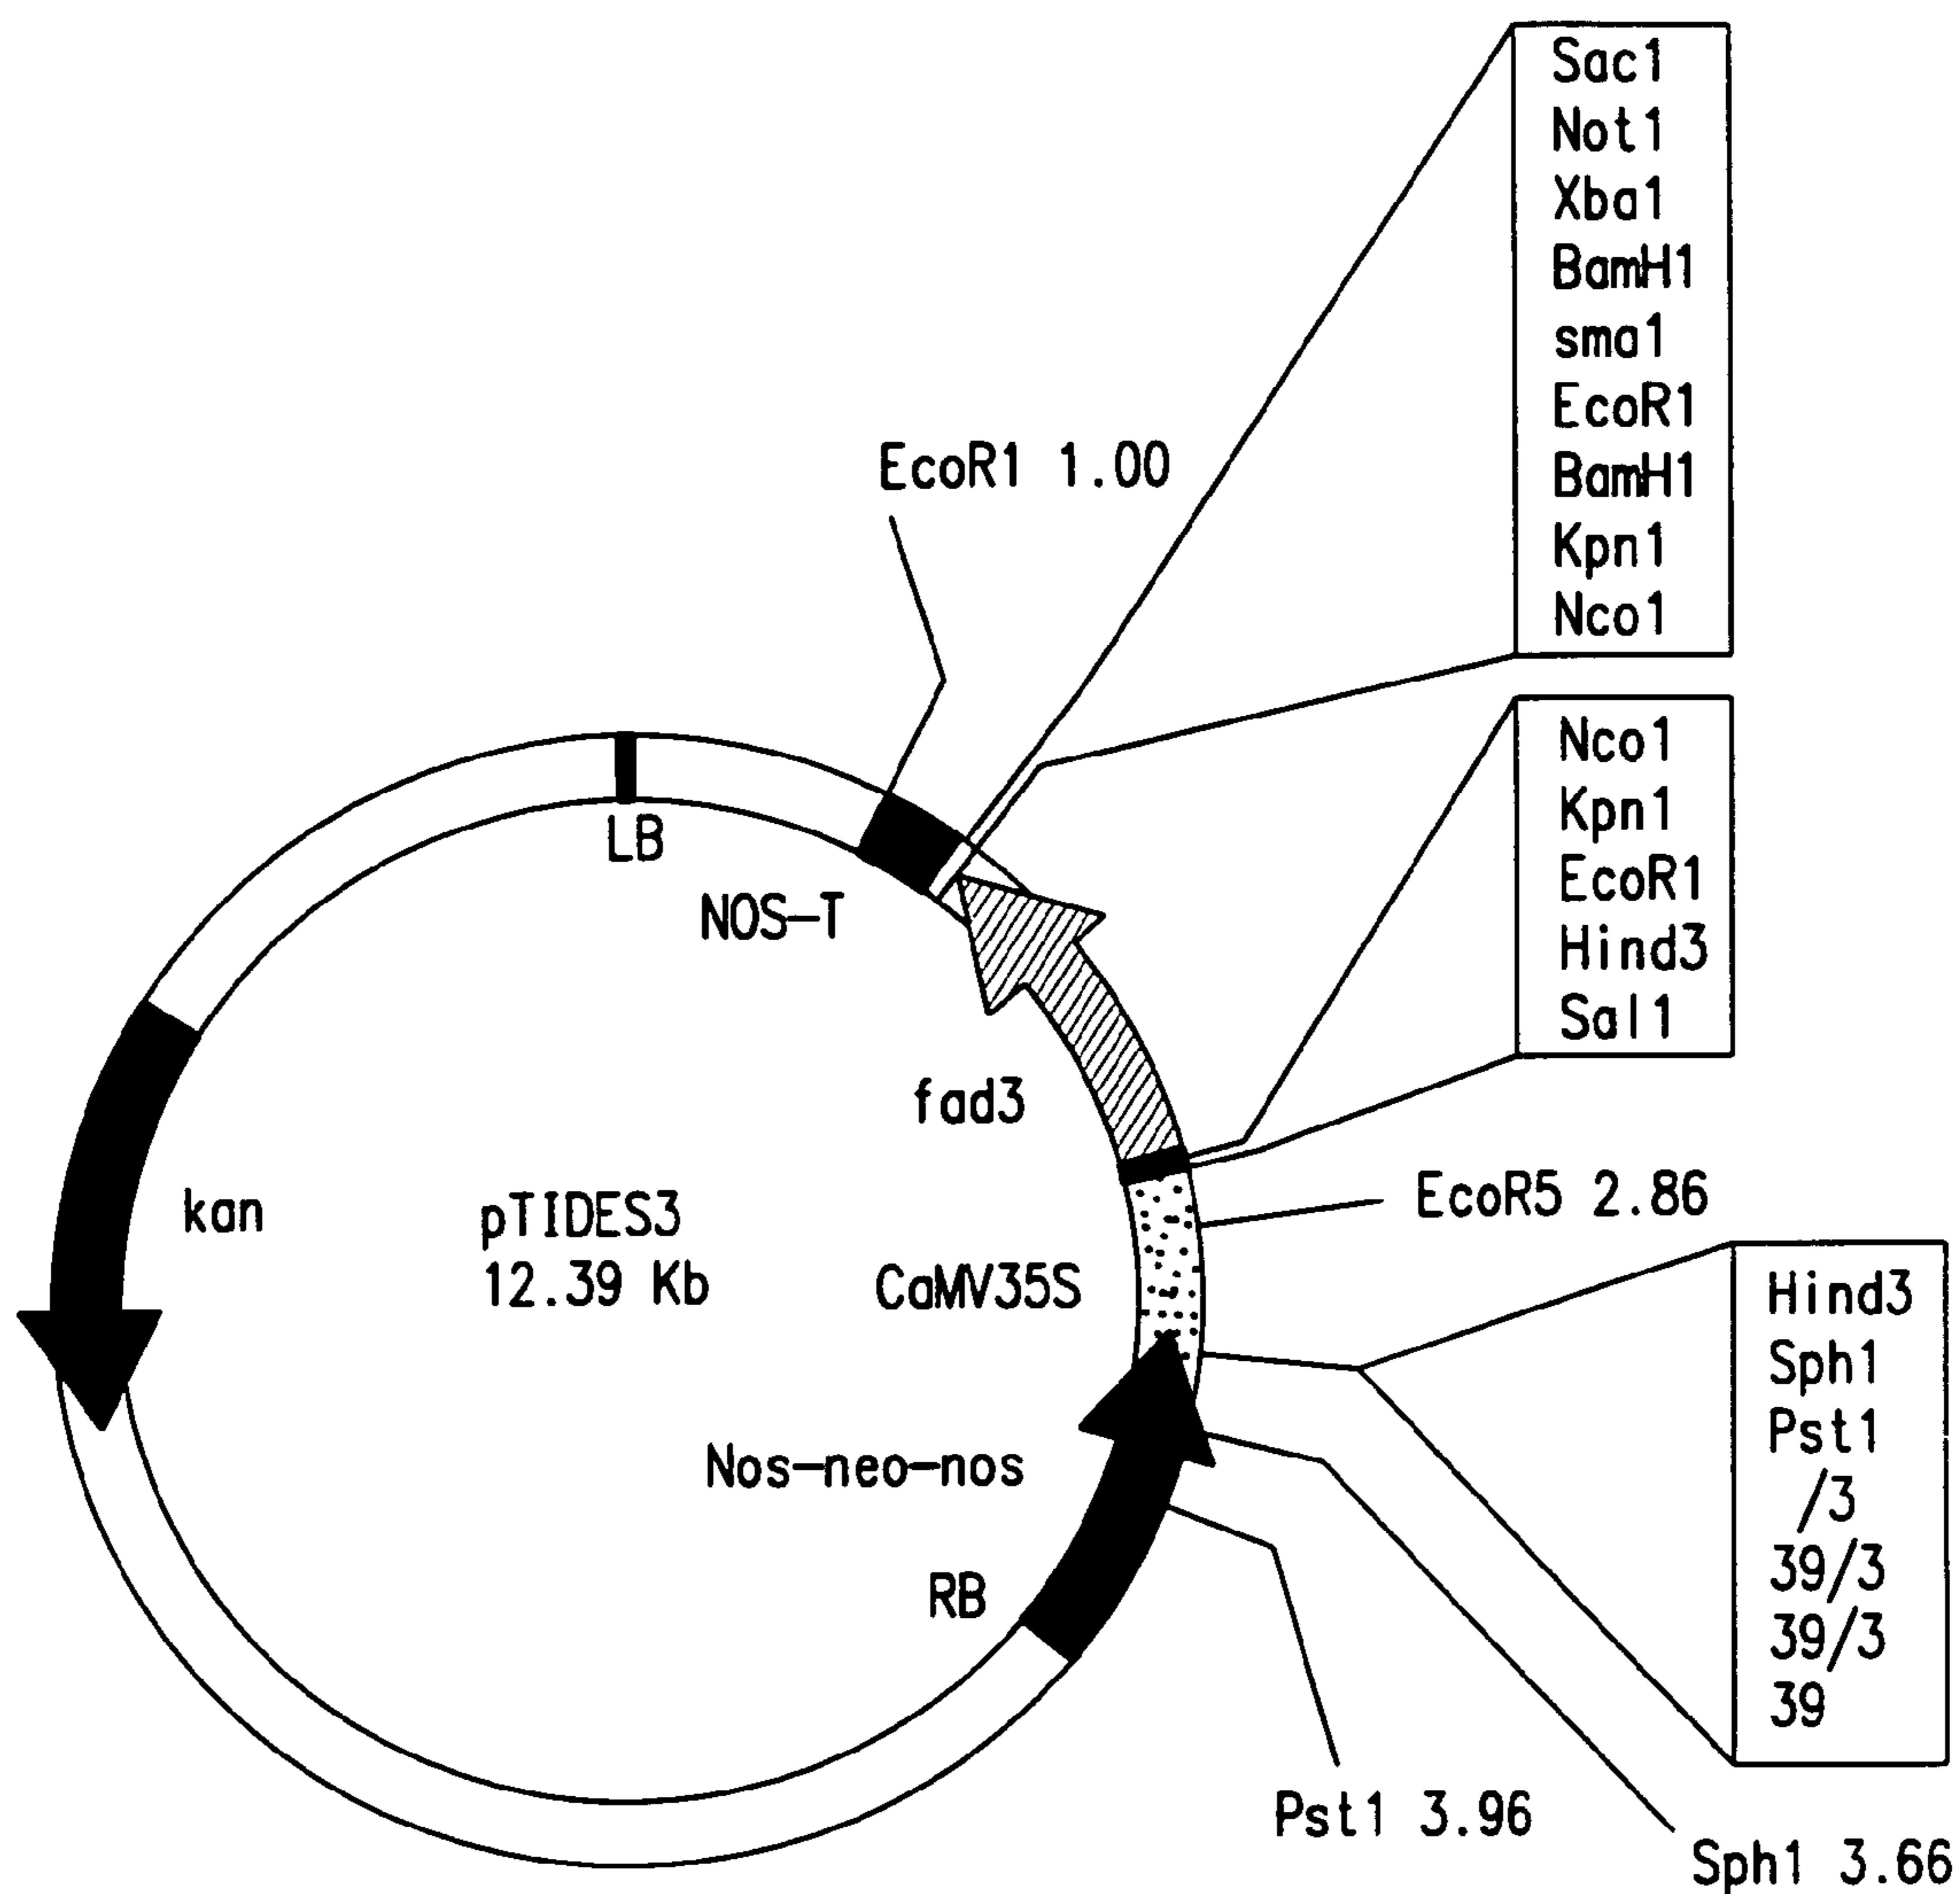 Sac1
Not1
Xba1
BamH1
sma1
EcoR1
BamH1
Kpn1
Nco1
EcoR1 1.00
Nco1
Kpn1
EcoR1
Hind3
Sal1
LB
NOS-T
fad3
kan
pTIDES3
12.39 Kb
EcoR5 2.86
CaMV35S
Hind3
Sph1
Pst1
/3
39/3
39/3
39
Nos-neo-nos
RB
Pst1 3.96
Sph1 3.66